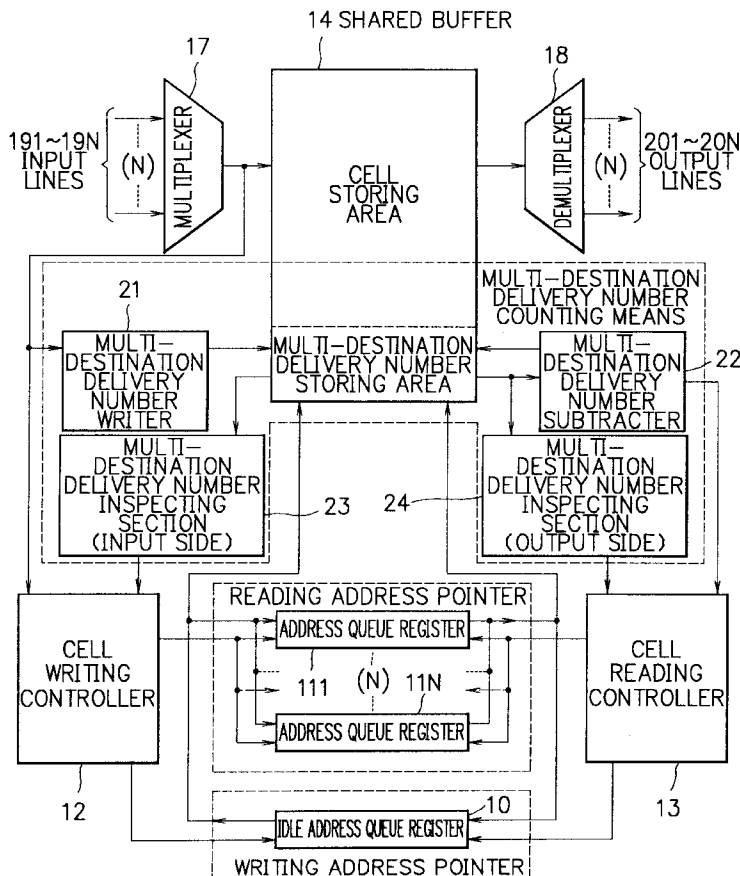 14 SHARED BUFFER
17
18
191~19N
INPUT
LINES
(N)
MULTIPLEXER
CELL
STORING
AREA
DEMULTIPLEXER
(N)
201~20N
OUTPUT
LINES
MULTI-DESTINATION
DELIVERY NUMBER
COUNTING MEANS
21
MULTI-
DESTINATION
DELIVERY
NUMBER
WRITER
MULTI-DESTINATION
DELIVERY NUMBER
STORING AREA
MULTI-
DESTINATION
DELIVERY
NUMBER
SUBTRACTER
22
MULTI-
DESTINATION
DELIVERY NUMBER
INSPECTING
SECTION
(INPUT SIDE)
23
24
MULTI-
DESTINATION
DELIVERY NUMBER
INSPECTING
SECTION
(OUTPUT SIDE)
READING ADDRESS POINTER
ADDRESS QUEUE REGISTER
111
(N)
11N
ADDRESS QUEUE REGISTER
CELL
WRITING
CONTROLLER
12
CELL
READING
CONTROLLER
13
10
IDLE ADDRESS QUEUE REGISTER
WRITING ADDRESS POINTER